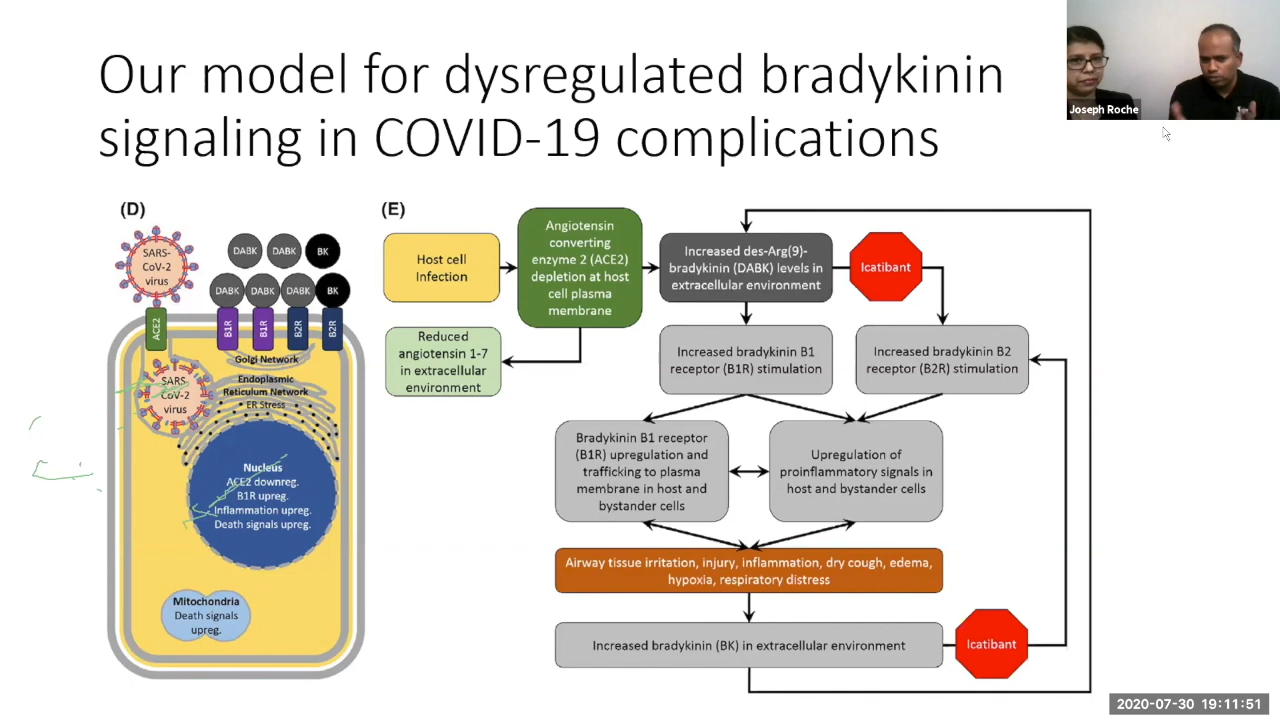 Our model for dysregulated bradykinin
signaling in COVID-19 complications
Joseph Roche
(D)
SARS-
CoV-2
virus
DABK
DABK
BK
DABK
DABK
DABK
BK
ACE2
B1R
B1R
B2R
B2R
Golgi Network
Endoplasmic
Reticulum Network
ER Stress
SARS
CoV-2
virus
Nucleus
ACE2 downreg.
B1R upreg.
Inflammation upreg.
Death signals upreg.
Mitochondria
Death signals
upreg.
(E)
Host cell
Infection
Angiotensin
converting
enzyme 2 (ACE2)
depletion at host
cell plasma
membrane
Increased des-Arg(9)-
bradykinin (DABK) levels in
extracellular environment
Icatibant
Reduced
angiotensin 1-7
in extracellular
environment
Increased bradykinin B1
receptor (B1R) stimulation
Increased bradykinin B2
receptor (B2R) stimulation
Bradykinin B1 receptor
(B1R) upregulation and
trafficking to plasma
membrane in host and
bystander cells
Upregulation of
proinflammatory signals in
host and bystander cells
Airway tissue irritation, injury, inflammation, dry cough, edema,
hypoxia, respiratory distress
Increased bradykinin (BK) in extracellular environment
Icatibant
2020-07-30 19:11:51